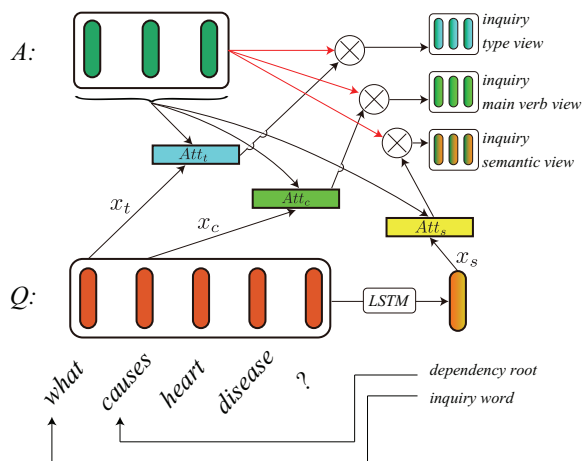 A:
inquiry
type view
inquiry
main verb view
inquiry
semantic view
Att_t
Att_c
Att_s
x_t
x_c
x_s
Q:
LSTM
what
causes
heart
disease
?
dependency root
inquiry word